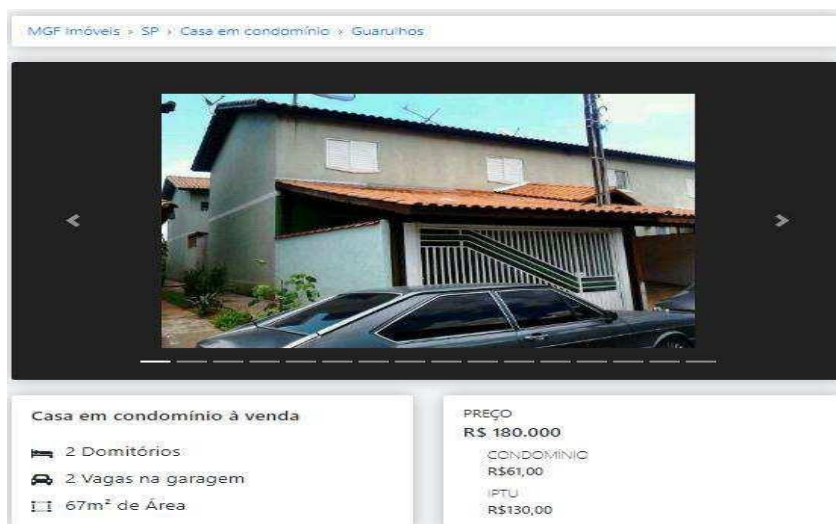 MGF Imóveis > SP > Casa em condomínio > Guarulhos
Casa em condomínio à venda
2 Domitórios
2 Vagas na garagem
67m² de Área
PREÇO
R$ 180.000
CONDOMÍNIO
R$61,00
IPTU
R$130,00